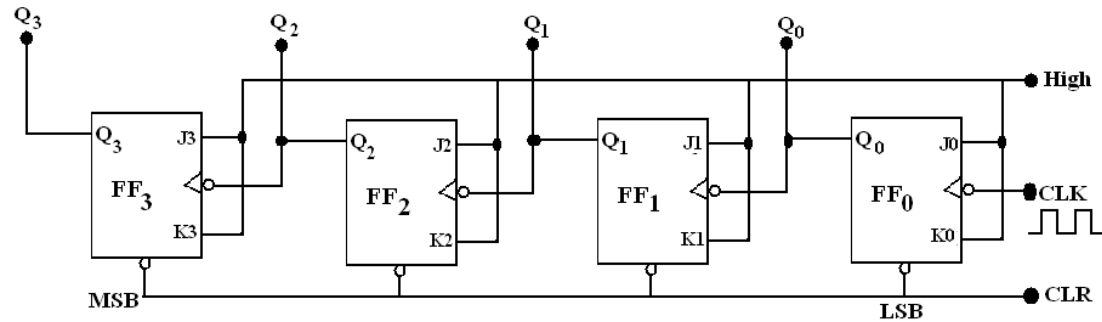 Q3
Q2
Q1
Q0
High
Q3
J3
FF3
K3
Q2
J2
FF2
K2
Q1
J1
FF1
K1
Q0
J0
FF0
K0
CLK
MSB
LSB
CLR